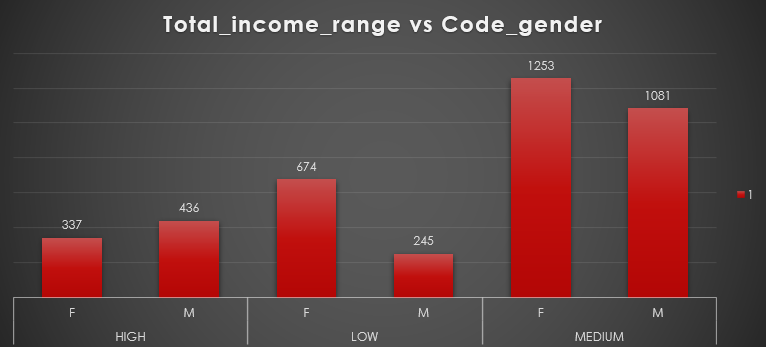 Total_income_range vs Code_gender
1253
1081
674
436
337
245
1
F M F M F M
HIGH LOW MEDIUM